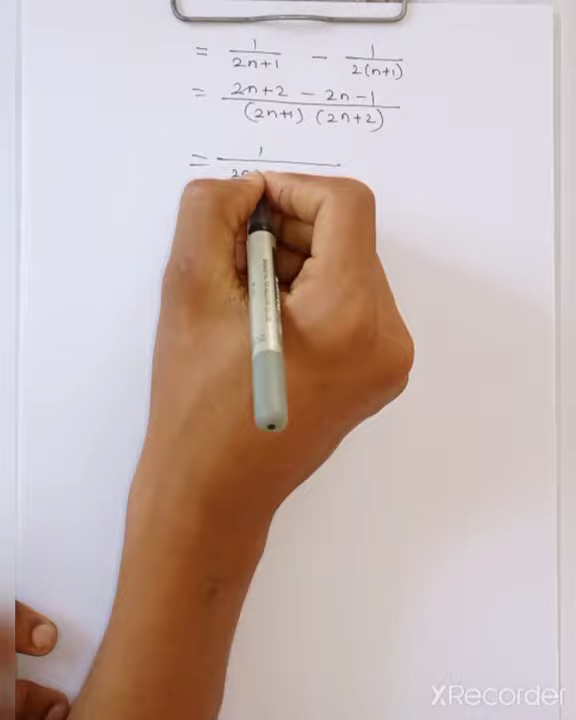 = 1/(2n+1) - 1/(2(n+1))
= (2n+2 - 2n-1)/((2n+1) (2n+2))
= 1/
XRecorder